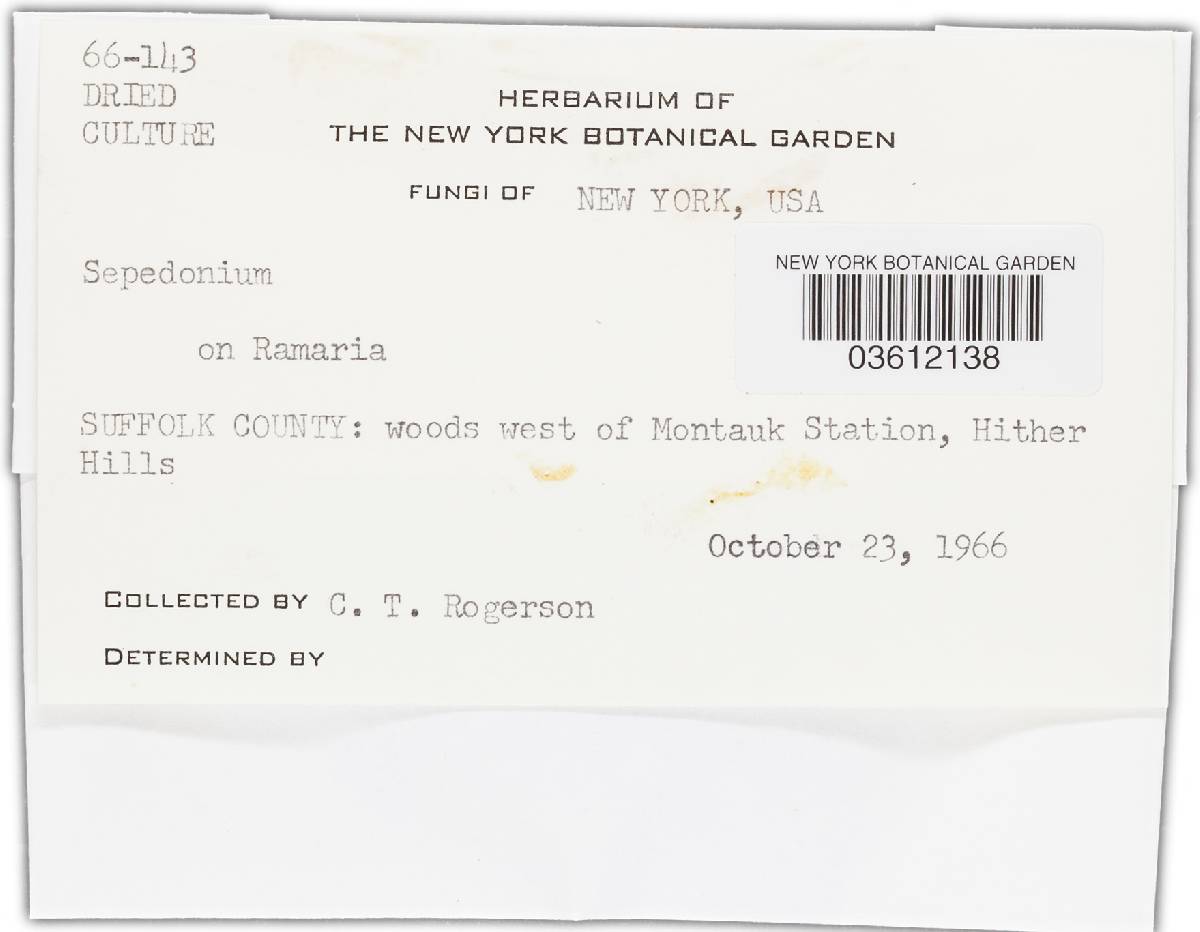 66-143
DRIED
CULTURE
HERBARIUM OF
THE NEW YORK BOTANICAL GARDEN
FUNGI OF NEW YORK, USA
NEW YORK BOTANICAL GARDEN
03612138
Sepedonium
on Ramaria
SUFFOLK COUNTY: woods west of Montauk Station, Hither
Hills
October 23, 1966
COLLECTED BY C. T. Rogerson
DETERMINED BY